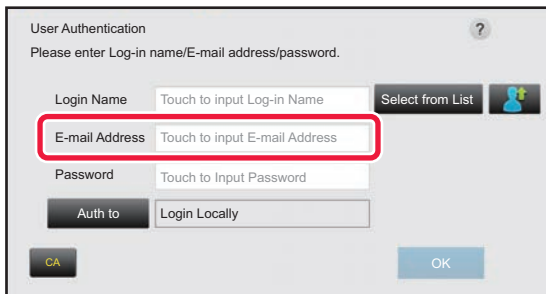 User Authentication ?
Please enter Log-in name/E-mail address/password.
Login Name Touch to input Log-in Name Select from List
E-mail Address Touch to input E-mail Address
Password Touch to Input Password
Auth to Login Locally
CA OK